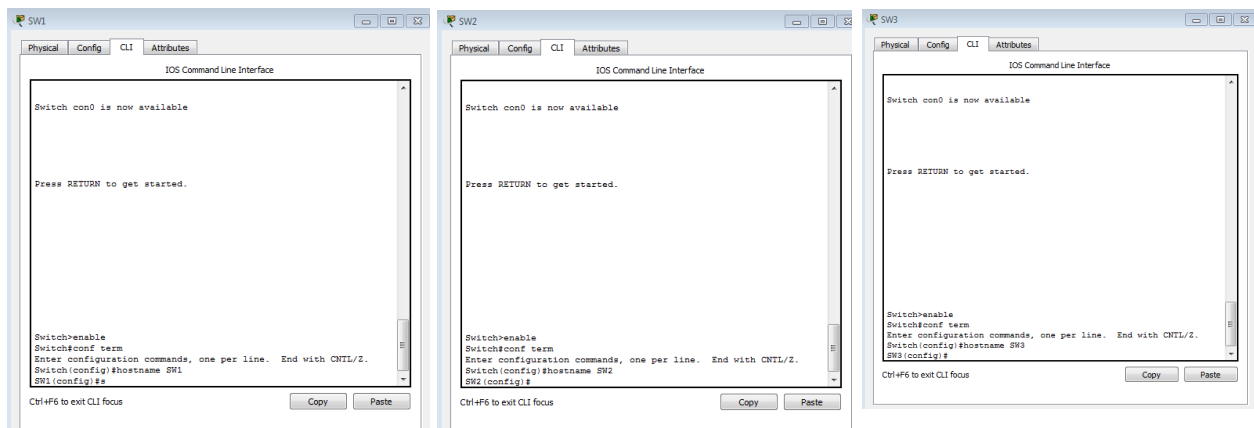 SW1
Physical Config CLI Attributes
IOS Command Line Interface
Switch con0 is now available
Press RETURN to get started.
Switch>enable
Switch#conf term
Enter configuration commands, one per line.  End with CNTL/Z.
Switch(config)#hostname SW1
SW1(config)#s
Ctrl+F6 to exit CLI focus
Copy Paste
SW2
Physical Config CLI Attributes
IOS Command Line Interface
Switch con0 is now available
Press RETURN to get started.
Switch>enable
Switch#conf term
Enter configuration commands, one per line.  End with CNTL/Z.
Switch(config)#hostname SW2
SW2(config)#
Ctrl+F6 to exit CLI focus
Copy Paste
SW3
Physical Config CLI Attributes
IOS Command Line Interface
Switch con0 is now available
Press RETURN to get started.
Switch>enable
Switch#conf term
Enter configuration commands, one per line.  End with CNTL/Z.
Switch(config)#hostname SW3
SW3(config)#
Ctrl+F6 to exit CLI focus
Copy Paste